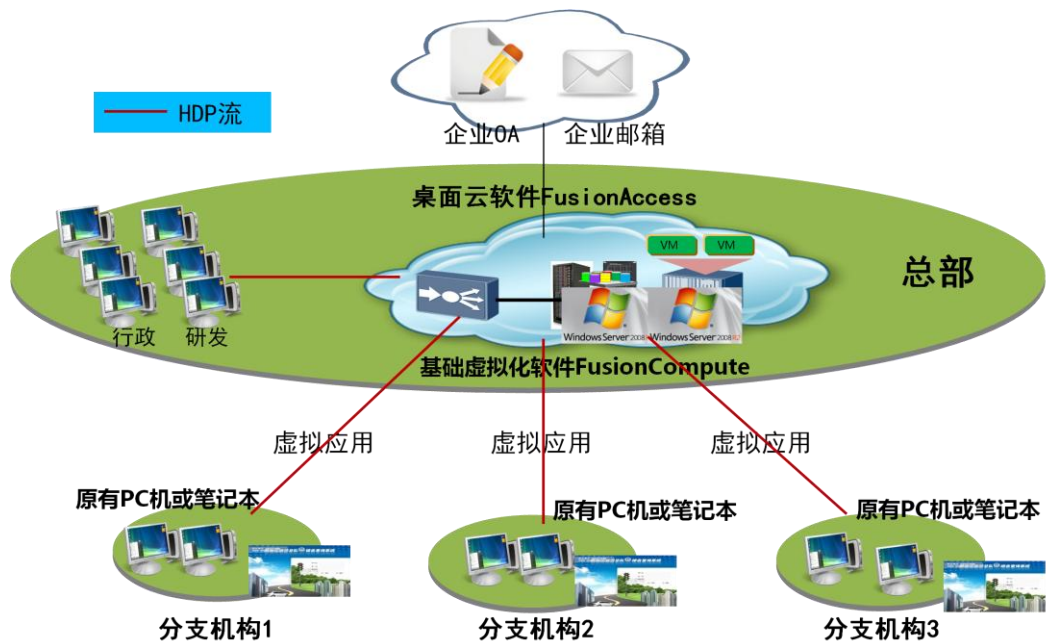 HDP流
企业OA
企业邮箱
桌面云软件FusionAccess
VM
VM
总部
行政
研发
Windows Server 2008
Windows Server 2008 R2
基础虚拟化软件FusionCompute
虚拟应用
虚拟应用
虚拟应用
原有PC机或笔记本
原有PC机或笔记本
原有PC机或笔记本
分支机构1
分支机构2
分支机构3